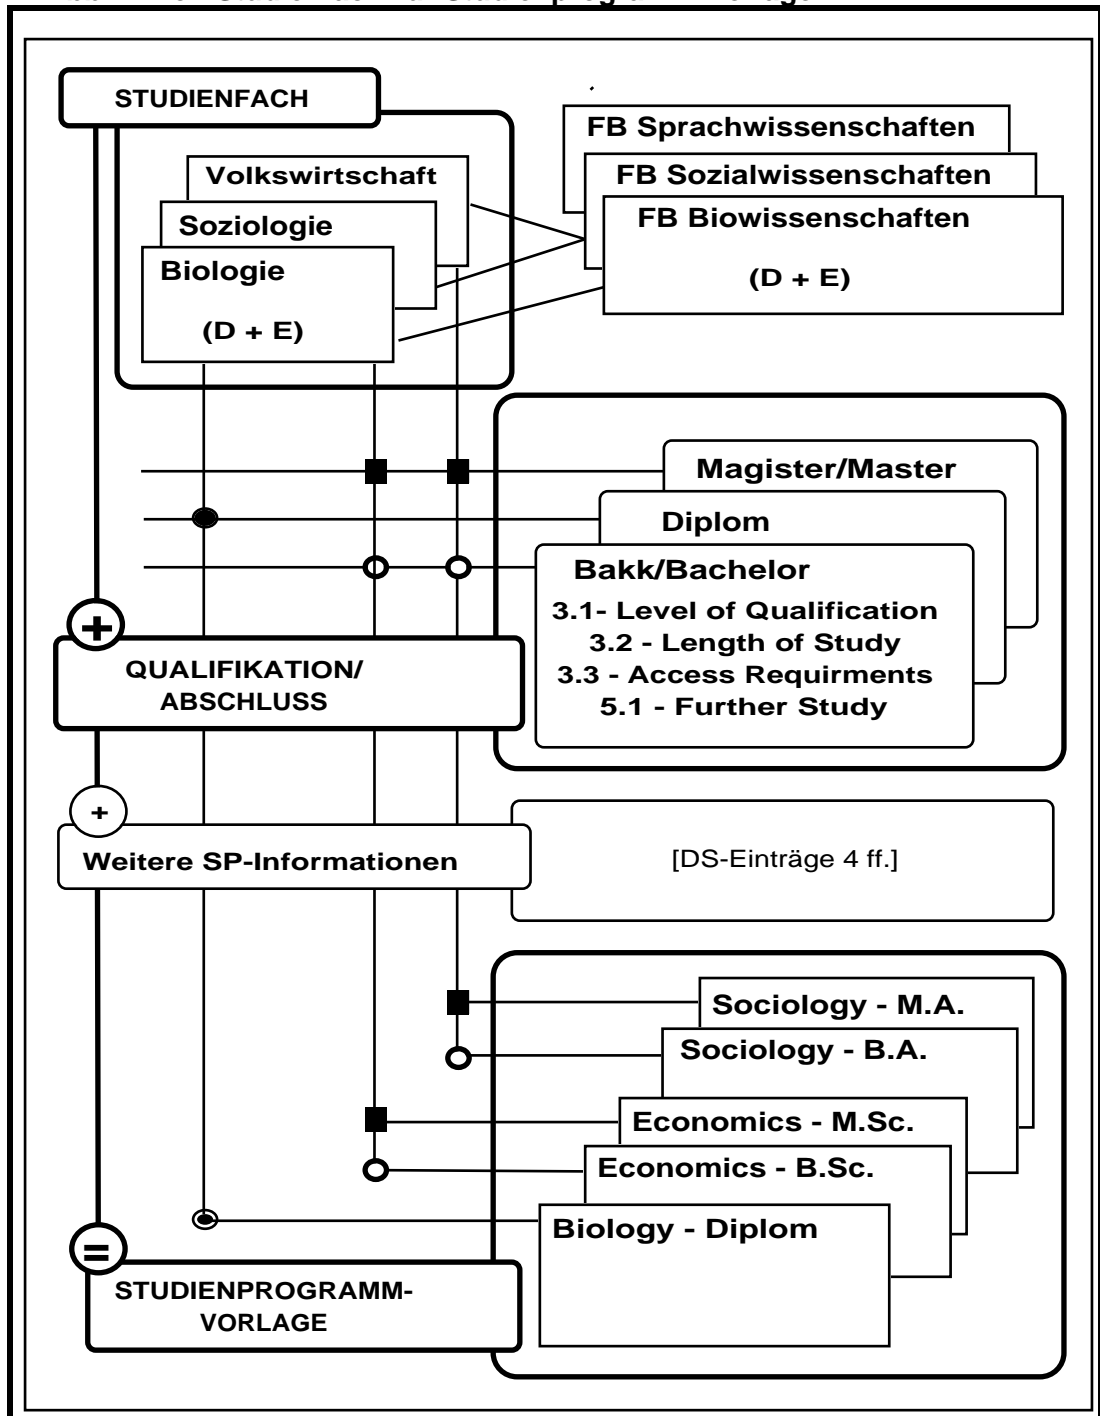 STUDIENFACH
FB Sprachwissenschaften
Volkswirtschaft
FB Sozialwissenschaften
Soziologie
FB Biowissenschaften
Biologie
(D + E)
(D + E)
Magister/Master
Diplom
Bakk/Bachelor
3.1- Level of Qualification
3.2 - Length of Study
3.3 - Access Requirments
5.1 - Further Study
+
QUALIFIKATION/
ABSCHLUSS
+
Weitere SP-Informationen
[DS-Einträge 4 ff.]
Sociology - M.A.
Sociology - B.A.
Economics - M.Sc.
Economics - B.Sc.
Biology - Diplom
=
STUDIENPROGRAMM-
VORLAGE